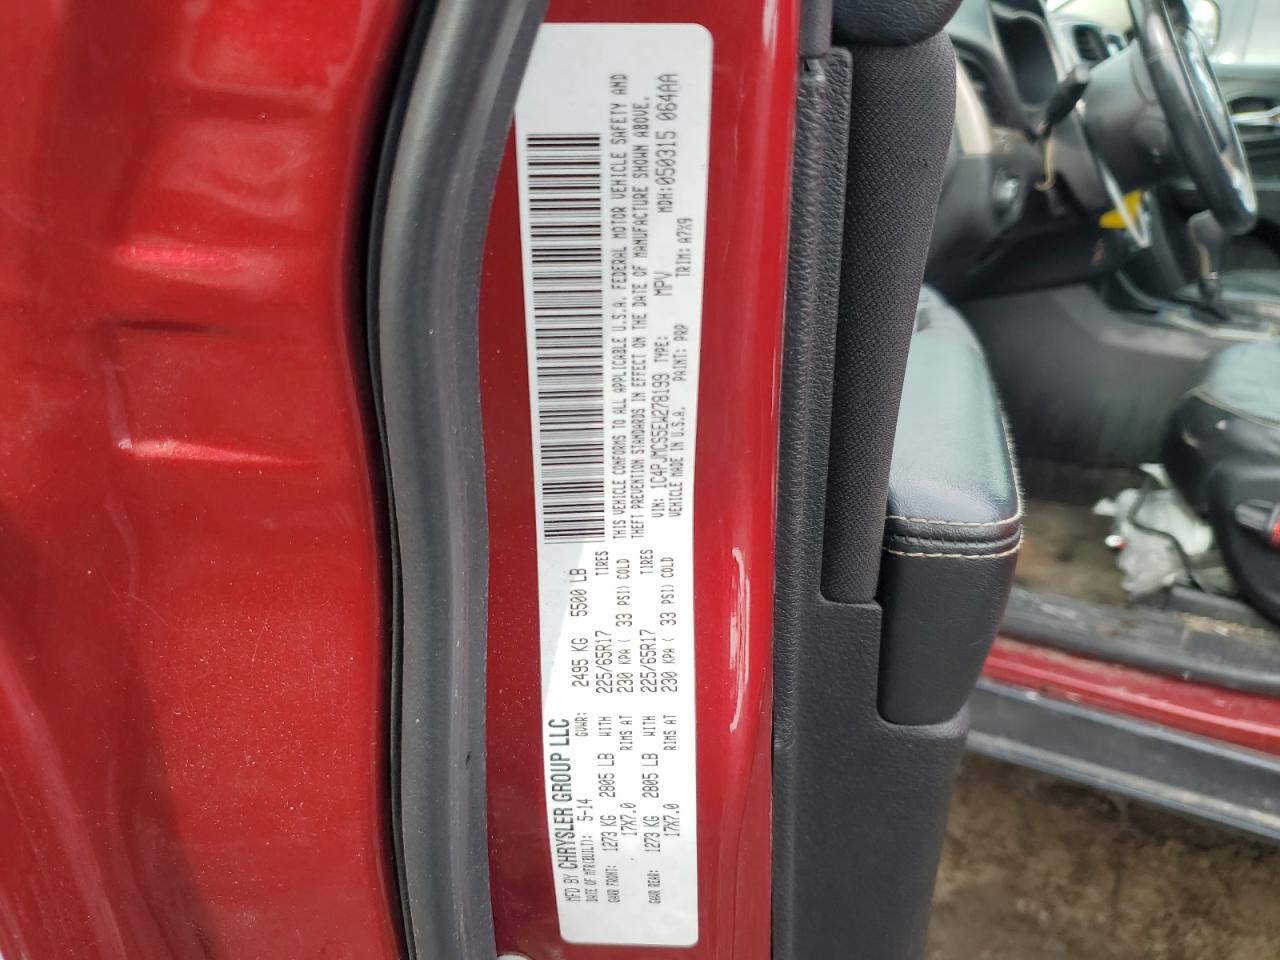 MFD BY CHRYSLER GROUP LLC
DATE OF MFR(BUILT): 5-14 GVWR: 2495 KG 5500 LB
GAWR FRONT: 1273 KG 2805 LB WITH 225/65R17 TIRES
17X7.0 RIMS AT 230 KPA ( 33 PSI) COLD
GAWR REAR: 1273 KG 2805 LB WITH 225/65R17 TIRES
17X7.0 RIMS AT 230 KPA ( 33 PSI) COLD
THIS VEHICLE CONFORMS TO ALL APPLICABLE U.S.A. FEDERAL MOTOR VEHICLE SAFETY AND
THEFT PREVENTION STANDARDS IN EFFECT ON THE DATE OF MANUFACTURE SHOWN ABOVE.
VIN: 1C4PJMCS5EW278199 TYPE: MPV MDH:050315 064AA
VEHICLE MADE IN U.S.A. PAINT: PRP TRIM: A7X9